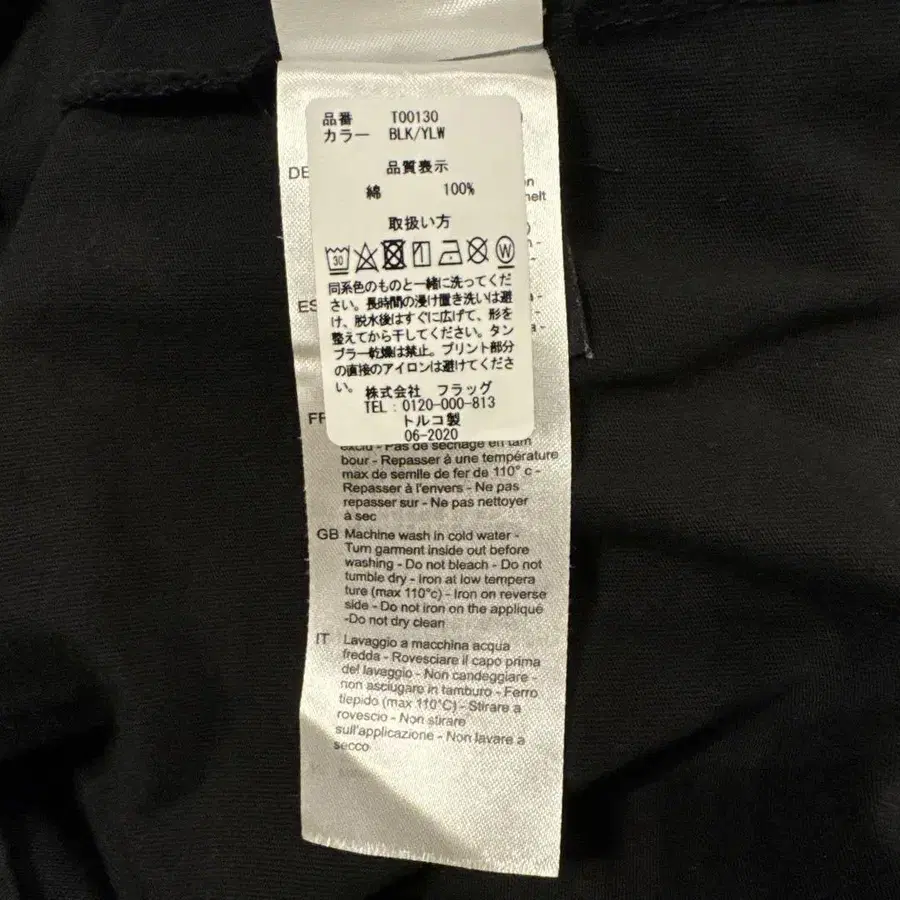 品番 T00130
カラー BLK/YLW
品質表示
綿 100%
取扱い方
30
W
同系色のものと一緒に洗ってくだ
さい。長時間の浸け置き洗いは避
け、脱水後はすぐに広げて、形を
整えてから干してください。タン
ブラー乾燥は禁止。プリント部分
の直接のアイロンは避けてくださ
い。
株式会社 フラッグ
TEL：0120-000-813
トルコ製
06-2020
DE
ES
FR
exclu - Pas de séchage en tam
bour - Repasser à une température
max de semlle de fer de 110° c -
Repasser à l'envers - Ne pas
repasser sur - Ne pas nettoyer
à sec
GB Machine wash in cold water -
Turn garment inside out before
washing - Do not bleach - Do not
tumble dry - Iron at low tempera
ture (max 110°c) - Iron on reverse
side - Do not iron on the appliqué
-Do not dry clean
IT Lavaggio a macchina acqua
fredda - Rovesciare il capo prima
del lavaggio - Non candeggiare -
non asciugare in tamburo - Ferro
tiepido (max 110°C) - Stirare a
rovescio - Non stirare
sull'applicazione - Non lavare a
secco